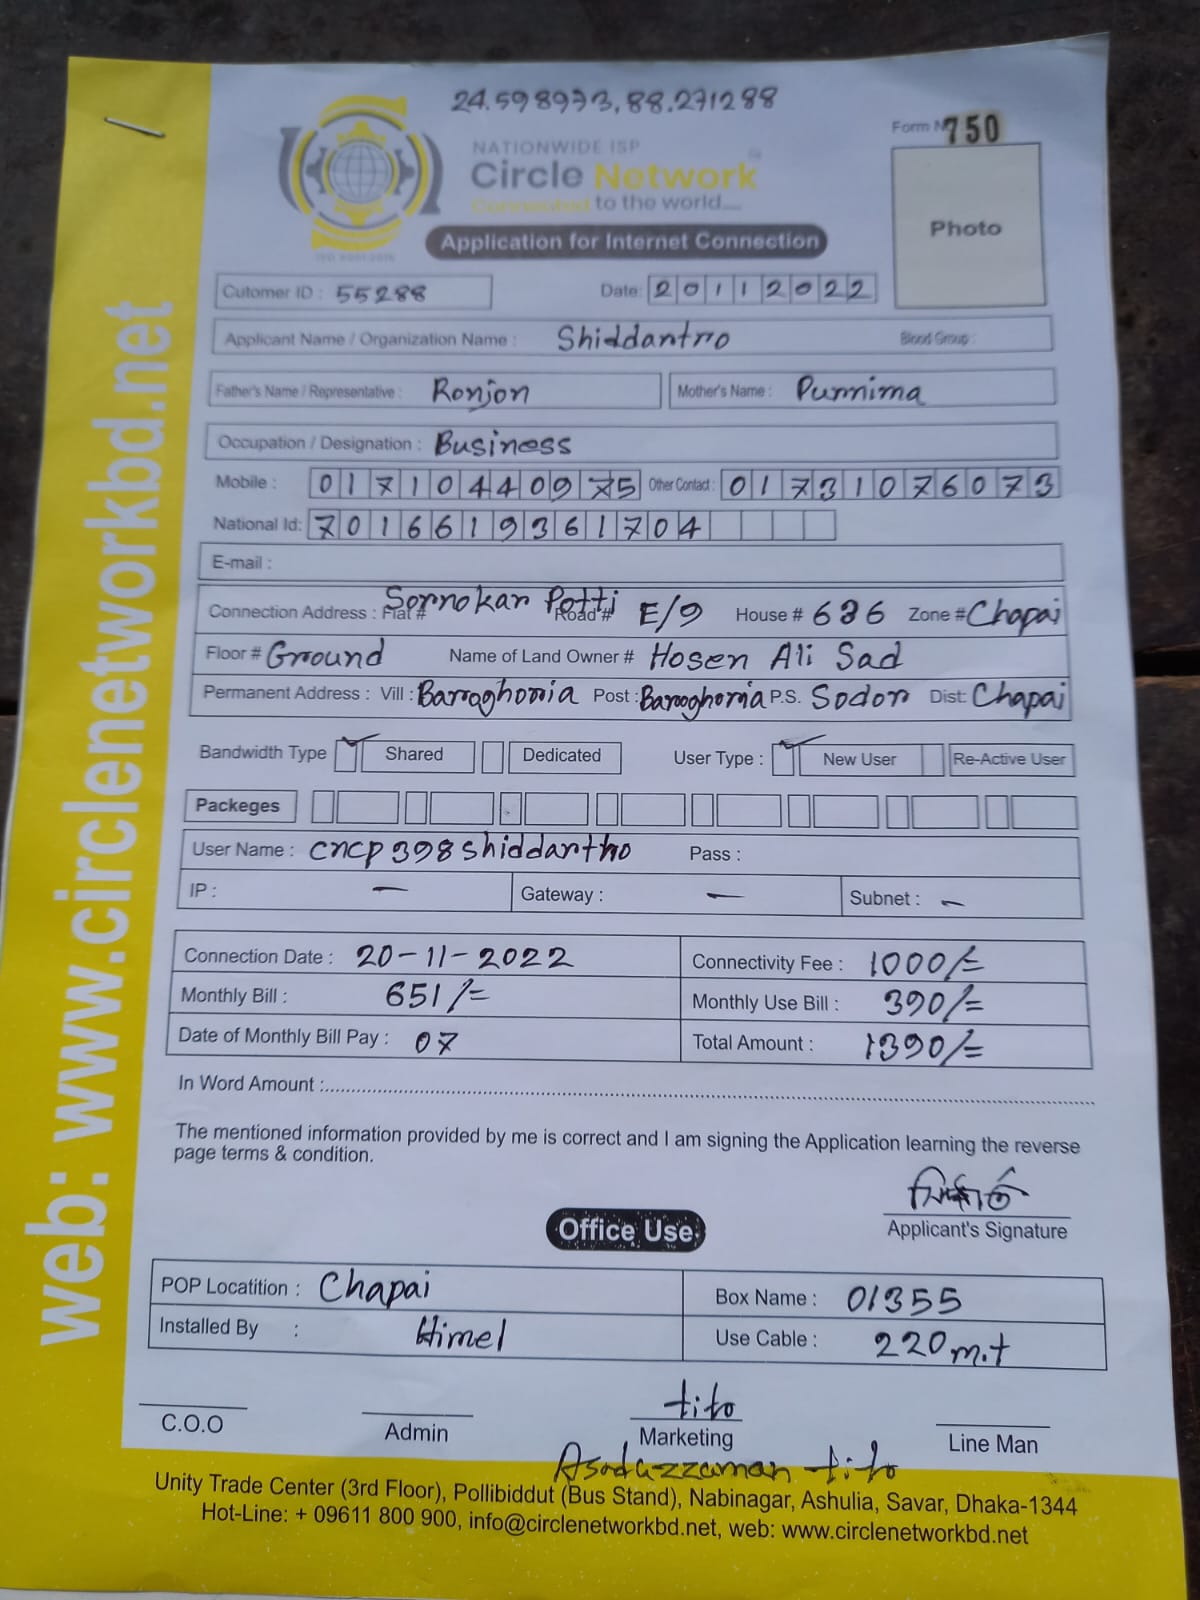 24.598973, 88.271288
Form N 750
NATIONWIDE ISP
Circle Network
Connected to the world....
Photo
Application for Internet Connection
Cutomer ID : 55288 Date: 20112022
Applicant Name / Organization Name : Shiddantro Blood Group :
Father's Name / Representative : Ronjon Mother's Name : Purnima
Occupation / Designation : Business
Mobile : 01710440975 Other Contact : 01731076073
National Id: 7016619361704
E-mail :
Connection Address : Flat # Sornokar Potti Road # E/9 House # 636 Zone # Chapai
Floor # Ground Name of Land Owner # Hosen Ali Sad
Permanent Address : Vill : Baroghoria Post : Baroghoria P.S. Sodor Dist: Chapai
Bandwidth Type Shared Dedicated User Type : New User Re-Active User
Packeges
User Name : cncp398shiddantho Pass :
IP : — Gateway : — Subnet : —
Connection Date : 20-11-2022 Connectivity Fee : 1000/=
Monthly Bill : 651/= Monthly Use Bill : 390/=
Date of Monthly Bill Pay : 07 Total Amount : 1390/=
In Word Amount :
The mentioned information provided by me is correct and I am signing the Application learning the reverse
page terms & condition.
Applicant's Signature
Office Use
POP Locatition : Chapai Box Name : 01355
Installed By : Himel Use Cable : 220 m.t
tito
C.O.O Admin Marketing Line Man
Asaduzzaman tito
Unity Trade Center (3rd Floor), Pollibiddut (Bus Stand), Nabinagar, Ashulia, Savar, Dhaka-1344
Hot-Line: + 09611 800 900, info@circlenetworkbd.net, web: www.circlenetworkbd.net
web: www.circlenetworkbd.net